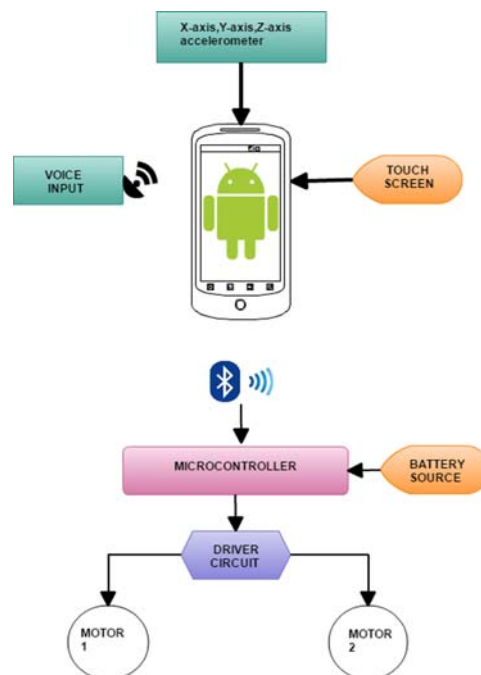 X-axis,Y-axis,Z-axis
accelerometer
VOICE
INPUT
TOUCH
SCREEN
MICROCONTROLLER
BATTERY
SOURCE
DRIVER
CIRCUIT
MOTOR
1
MOTOR
2